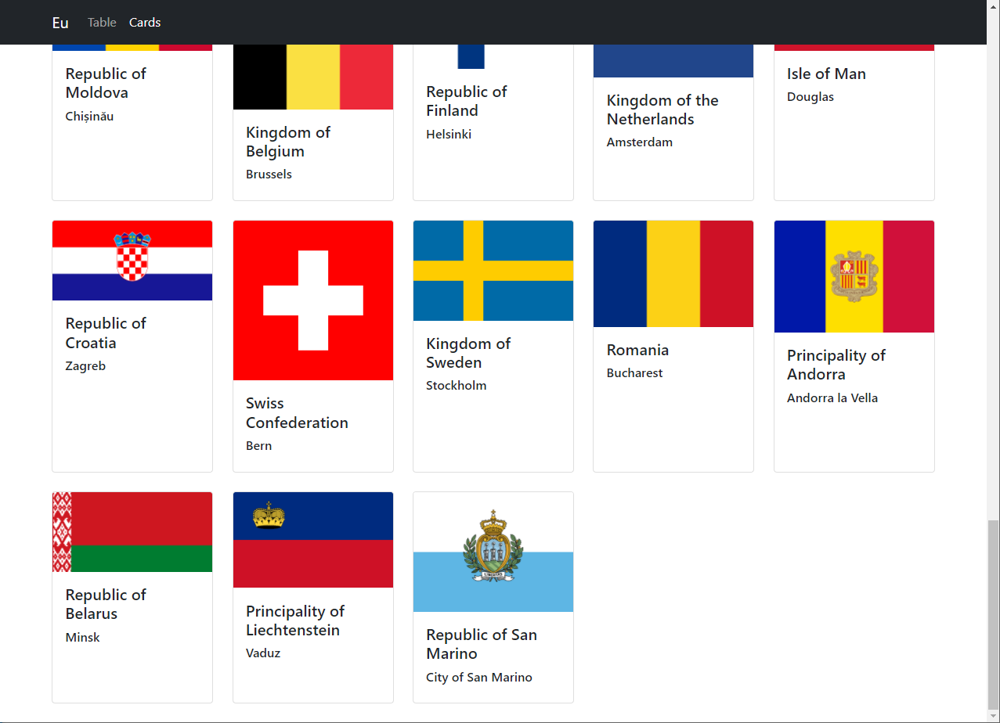 Eu Table Cards
Republic of
Moldova
Chișinău
Kingdom of
Belgium
Brussels
Republic of
Finland
Helsinki
Kingdom of the
Netherlands
Amsterdam
Isle of Man
Douglas
Republic of
Croatia
Zagreb
Swiss
Confederation
Bern
Kingdom of
Sweden
Stockholm
Romania
Bucharest
Principality of
Andorra
Andorra la Vella
Republic of
Belarus
Minsk
Principality of
Liechtenstein
Vaduz
LIBERTAS
Republic of San
Marino
City of San Marino